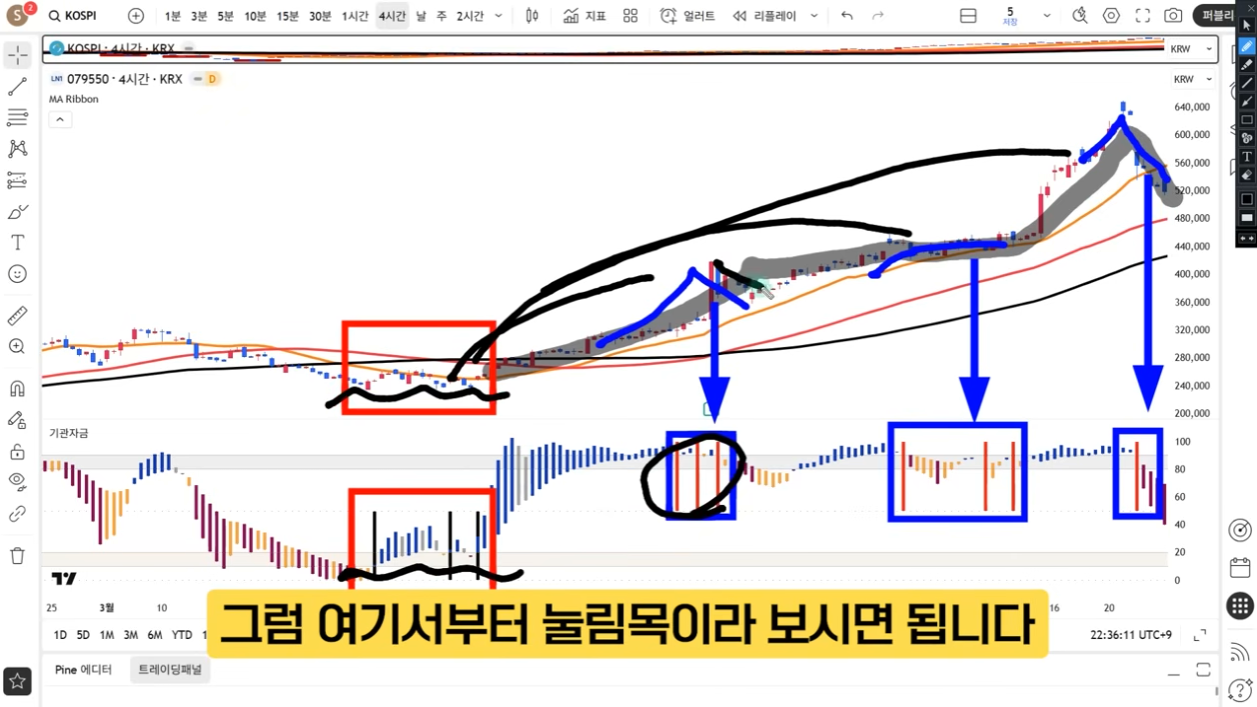 S 2 KOSPI 1분 3분 5분 10분 15분 30분 1시간 4시간 날 주 2시간 지표 얼러트 리플레이 5 저장 퍼블리
KOSPI · 4시간 · KRX
KRW
LN1 079550 · 4시간 · KRX D
KRW
MA Ribbon
640,000
600,000
560,000
520,000
480,000
440,000
400,000
360,000
320,000
280,000
240,000
200,000
기관자금
100
80
60
40
20
0
25 3월 10 16 20
그럼 여기서부터 눌림목이라 보시면 됩니다
1D 5D 1M 3M 6M YTD
22:36:11 UTC+9
Pine 에디터 트레이딩패널